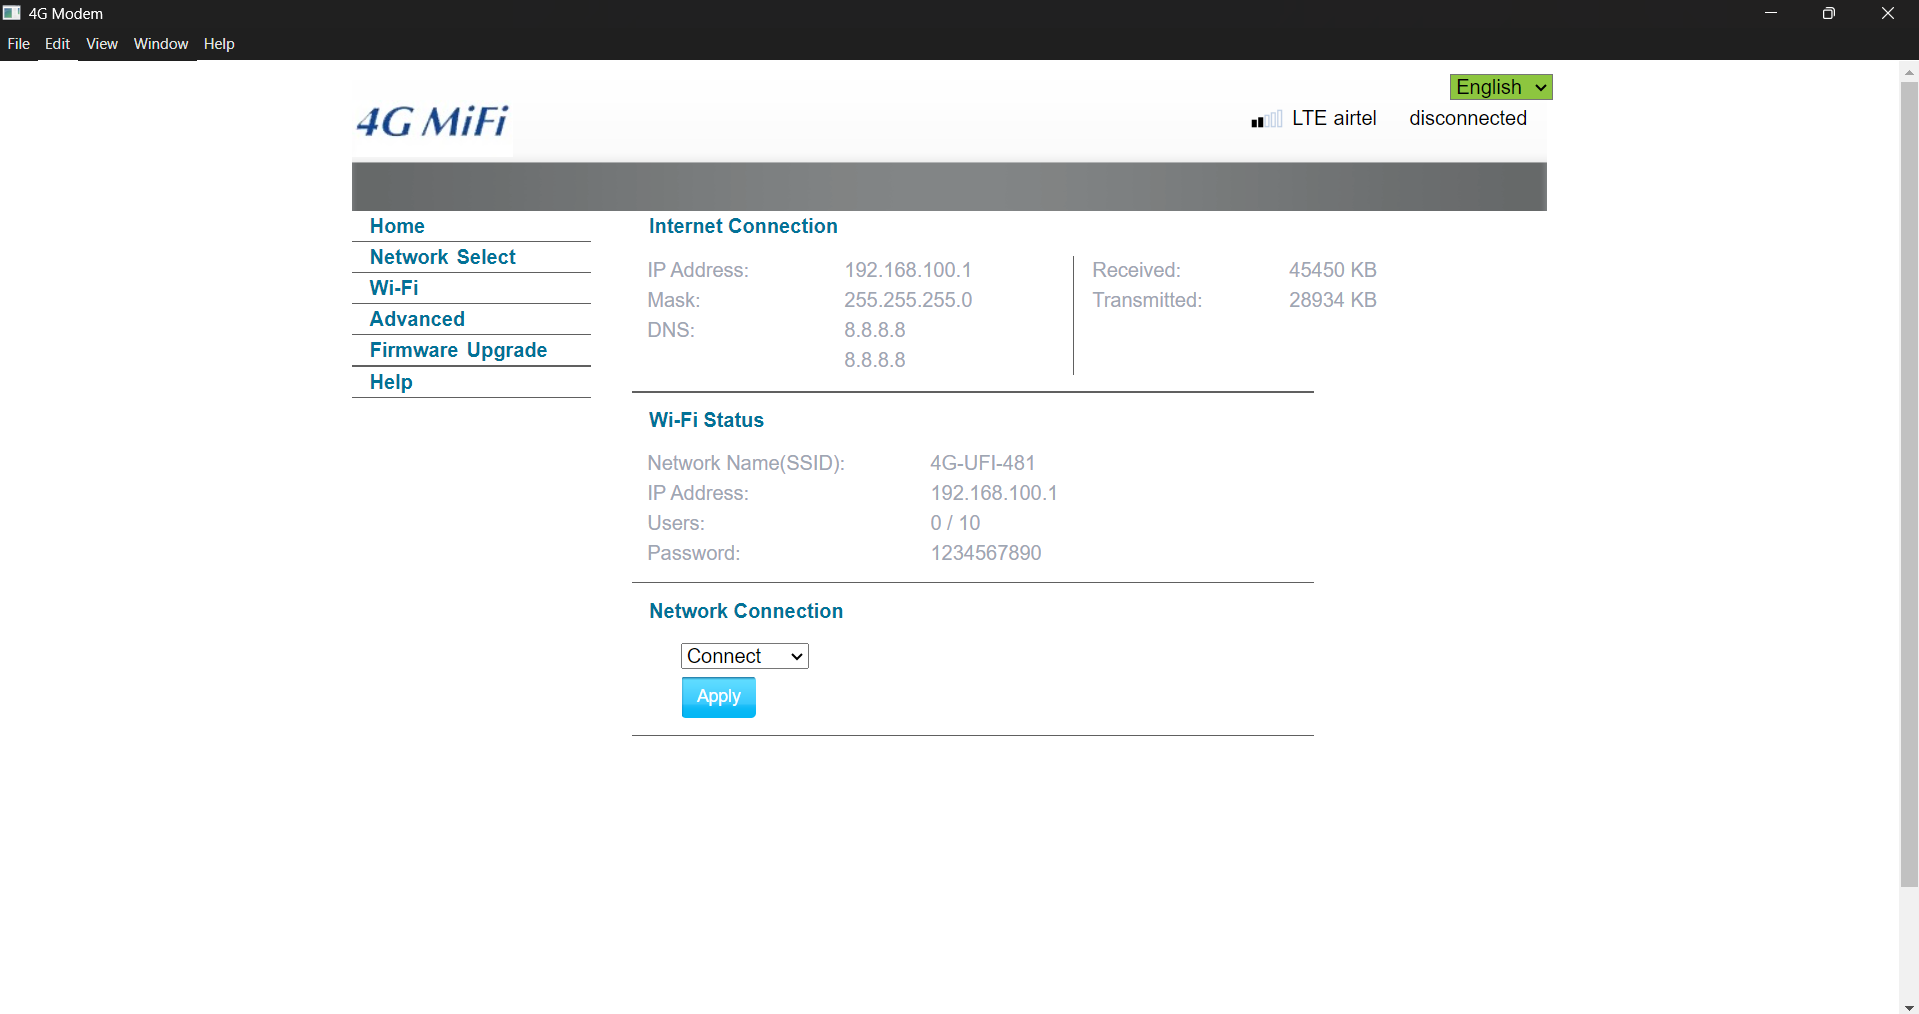 4G Modem
File Edit View Window Help
English
4G MiFi
LTE airtel disconnected
Home
Network Select
Wi-Fi
Advanced
Firmware Upgrade
Help
Internet Connection
IP Address: 192.168.100.1 Received: 45450 KB
Mask: 255.255.255.0 Transmitted: 28934 KB
DNS: 8.8.8.8
8.8.8.8
Wi-Fi Status
Network Name(SSID): 4G-UFI-481
IP Address: 192.168.100.1
Users: 0 / 10
Password: 1234567890
Network Connection
Connect
Apply